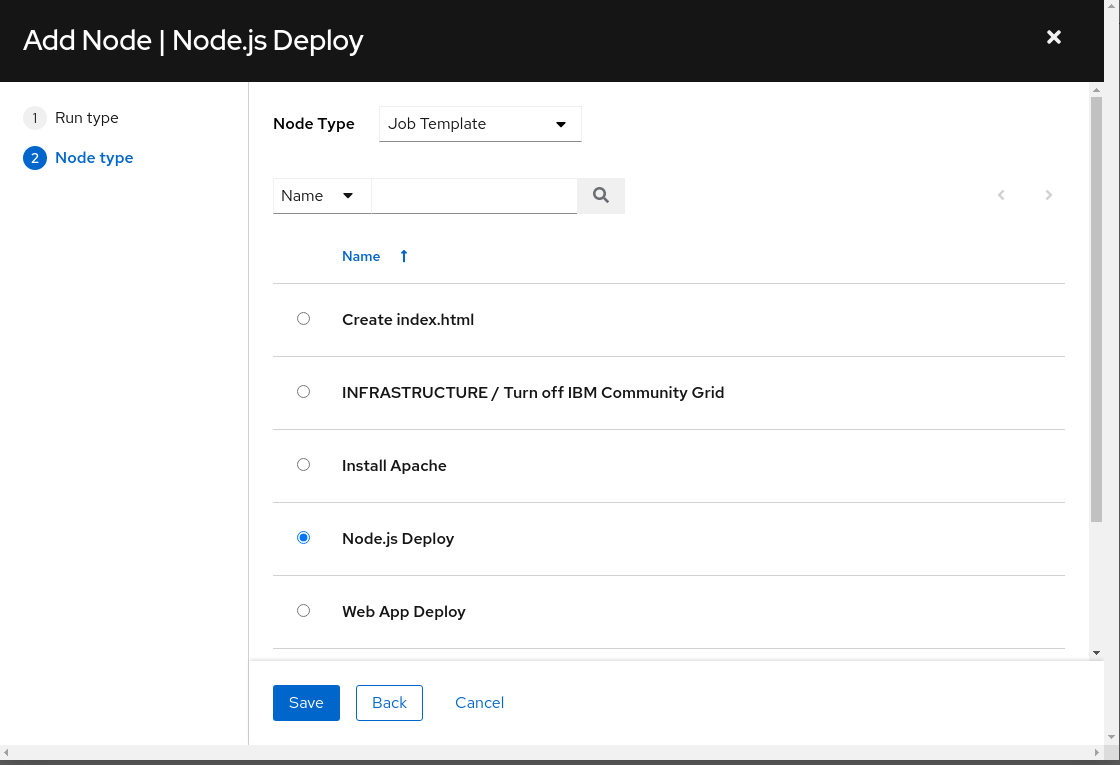 Add Node | Node.js Deploy
1 Run type
2 Node type
Node Type Job Template
Name
Name
Create index.html
INFRASTRUCTURE / Turn off IBM Community Grid
Install Apache
Node.js Deploy
Web App Deploy
Save Back Cancel